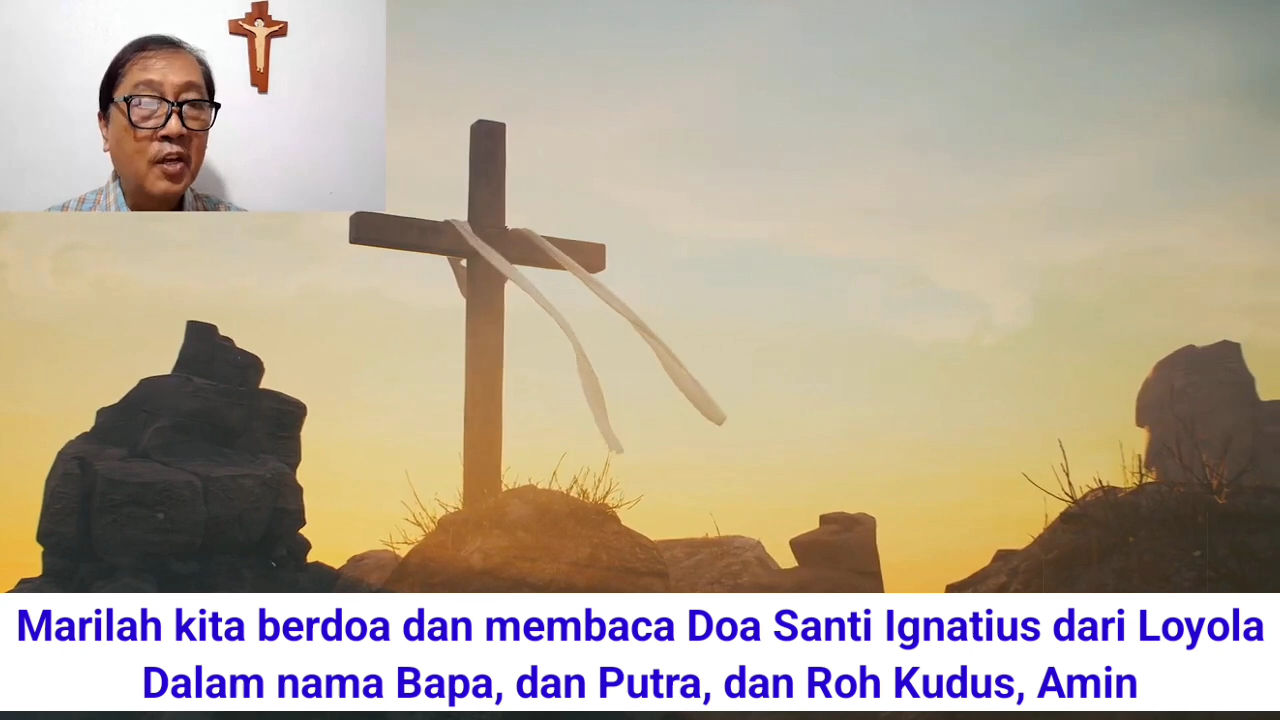 Marilah kita berdoa dan membaca Doa Santi Ignatius dari Loyola
Dalam nama Bapa, dan Putra, dan Roh Kudus, Amin